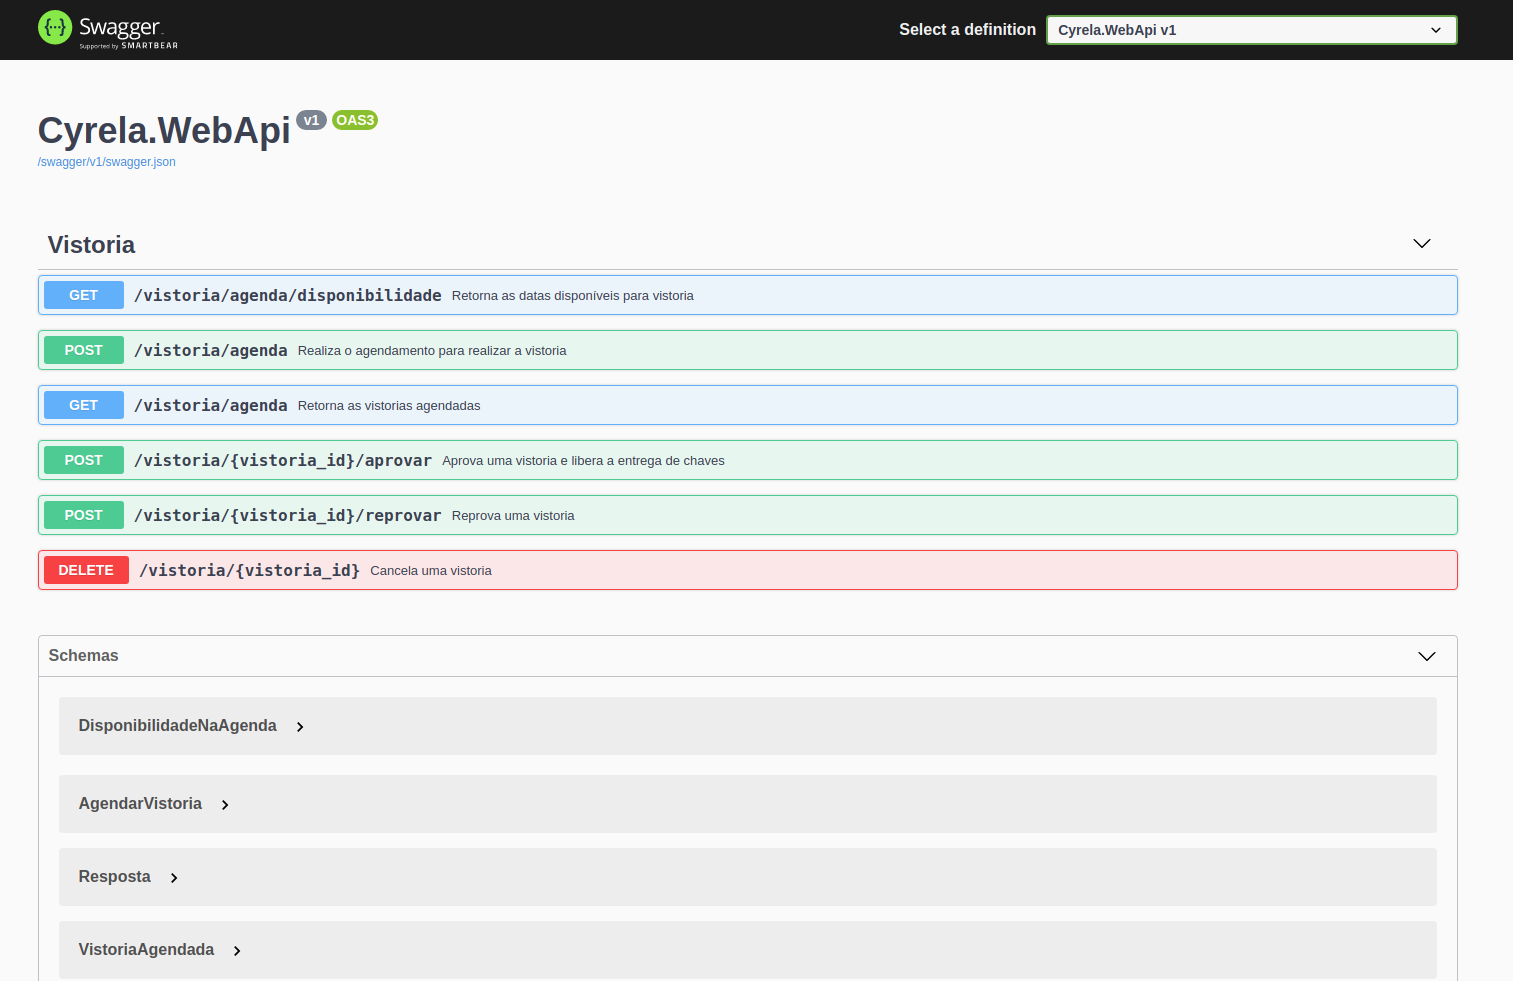 Swagger
Supported by SMARTBEAR
Select a definition
Cyrela.WebApi v1
Cyrela.WebApi v1 OAS3
/swagger/v1/swagger.json
Vistoria
GET /vistoria/agenda/disponibilidade Retorna as datas disponíveis para vistoria
POST /vistoria/agenda Realiza o agendamento para realizar a vistoria
GET /vistoria/agenda Retorna as vistorias agendadas
POST /vistoria/{vistoria_id}/aprovar Aprova uma vistoria e libera a entrega de chaves
POST /vistoria/{vistoria_id}/reprovar Reprova uma vistoria
DELETE /vistoria/{vistoria_id} Cancela uma vistoria
Schemas
DisponibilidadeNaAgenda
AgendarVistoria
Resposta
VistoriaAgendada